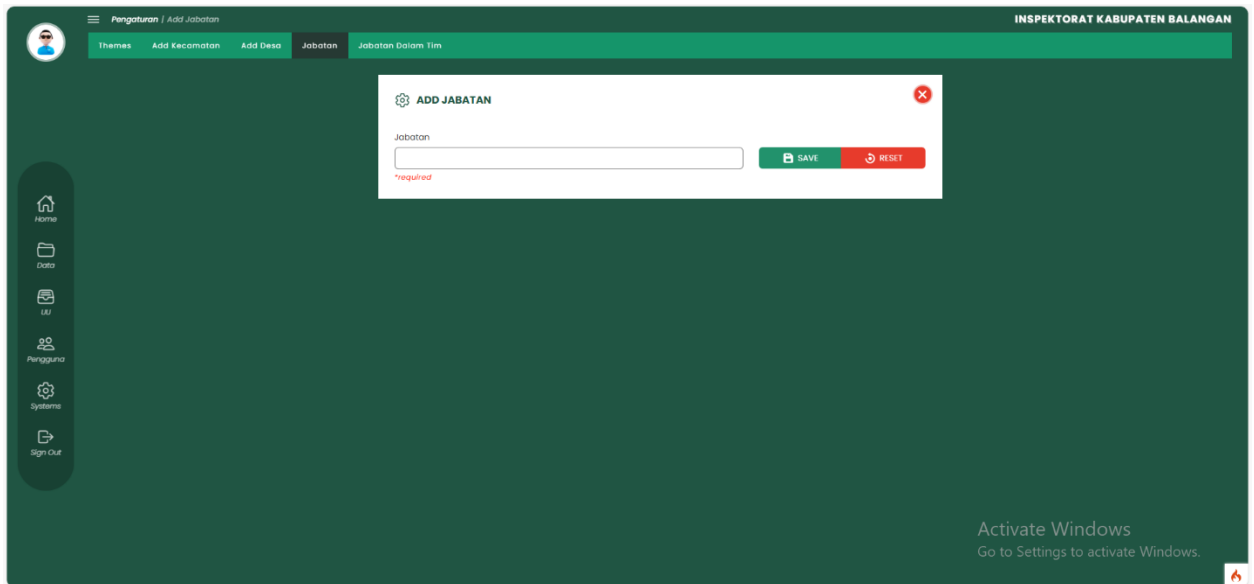 Pengaturan | Add Jabatan
INSPEKTORAT KABUPATEN BALANGAN
Themes Add Kecamatan Add Desa Jabatan Jabatan Dalam Tim
ADD JABATAN
Jabatan
SAVE RESET
*required
Home
Data
UU
Pengguna
Systems
Sign Out
Activate Windows
Go to Settings to activate Windows.